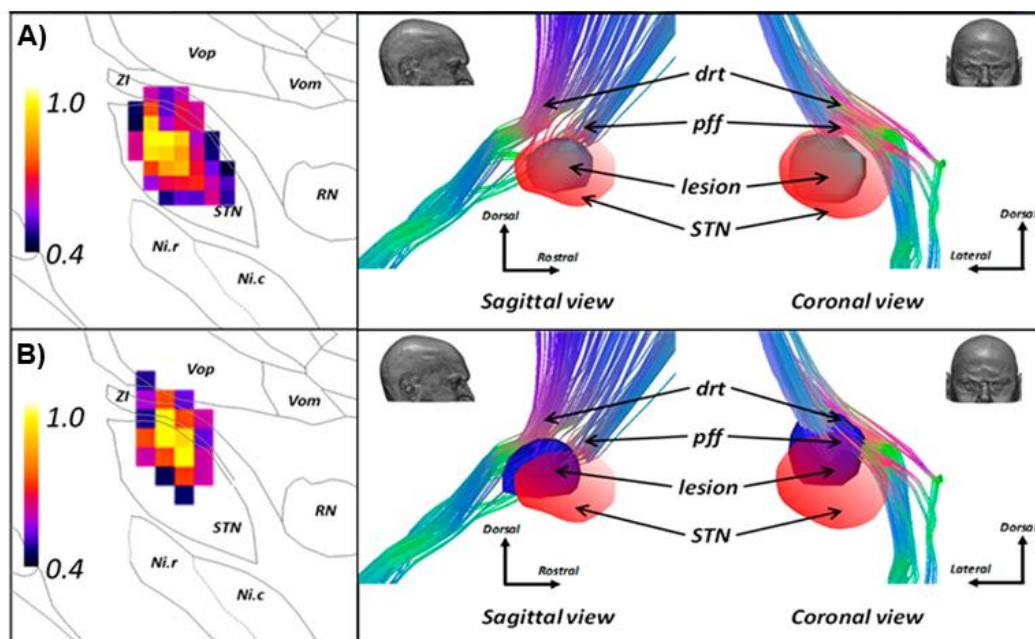 A)
1.0
0.4
Vop
ZI
Vom
RN
STN
Ni.r
Ni.c
drt
pff
lesion
STN
Dorsal
Rostral
Sagittal view
Dorsal
Lateral
Coronal view
B)
1.0
0.4
Vop
ZI
Vom
RN
STN
Ni.r
Ni.c
drt
pff
lesion
STN
Dorsal
Rostral
Sagittal view
Dorsal
Lateral
Coronal view